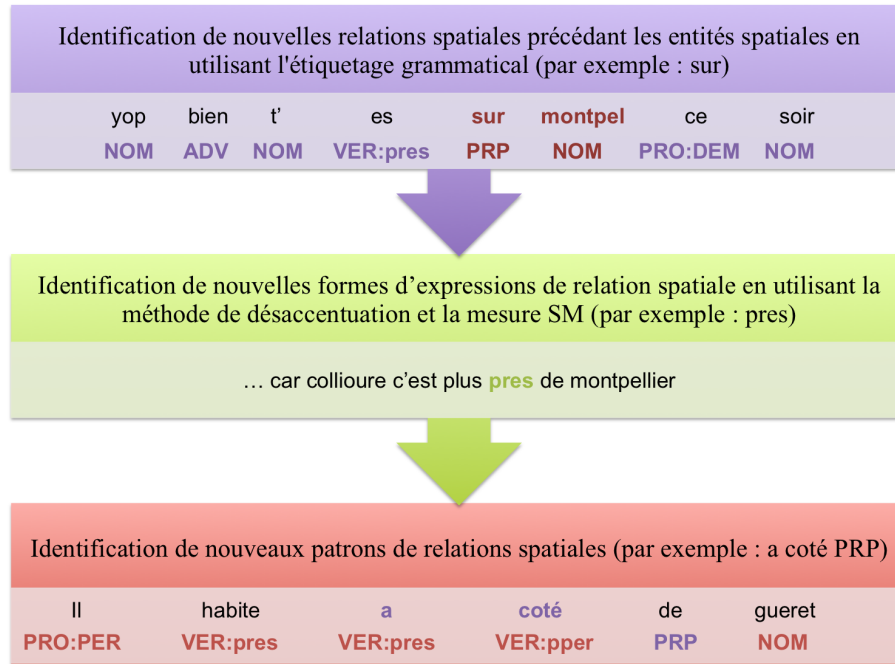 Identification de nouvelles relations spatiales précédant les entités spatiales en
utilisant l'étiquetage grammatical (par exemple : sur)
yop bien t’ es sur montpel ce soir
NOM ADV NOM VER:pres PRP NOM PRO:DEM NOM
Identification de nouvelles formes d’expressions de relation spatiale en utilisant la
méthode de désaccentuation et la mesure SM (par exemple : pres)
… car collioure c’est plus pres de montpellier
Identification de nouveaux patrons de relations spatiales (par exemple : a coté PRP)
Il habite a coté de gueret
PRO:PER VER:pres VER:pres VER:pper PRP NOM